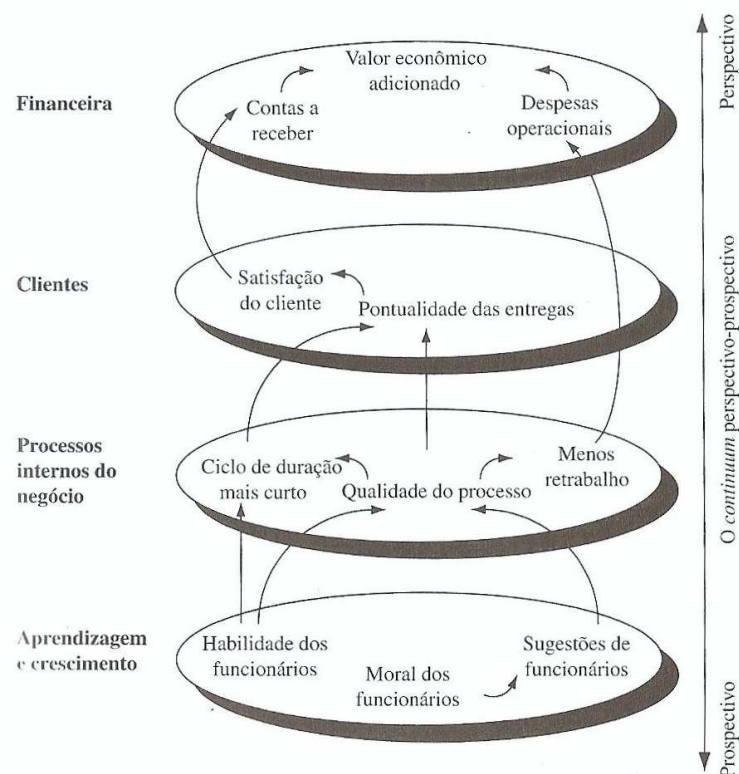 Financeira
Valor econômico
adicionado
Contas a
receber
Despesas
operacionais
Clientes
Satisfação
do cliente
Pontualidade das entregas
Processos
internos do
negócio
Ciclo de duração
mais curto
Qualidade do processo
Menos
retrabalho
Aprendizagem
e crescimento
Habilidade dos
funcionários
Moral dos
funcionários
Sugestões de
funcionários
Perspectivo
O continuum perspectivo-prospectivo
Prospectivo